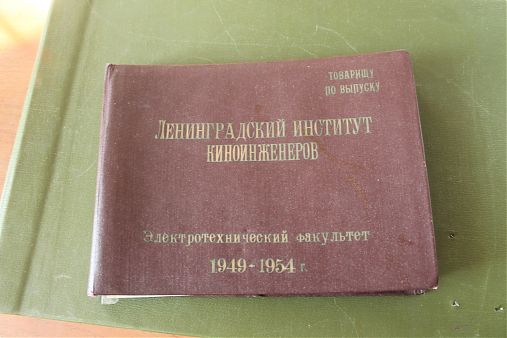 ТОВАРИЩУ
ПО ВЫПУСКУ
ЛЕНИНГРАДСКИЙ ИНСТИТУТ
КИНОИНЖЕНЕРОВ
Электротехнический факультет
1949-1954 г.